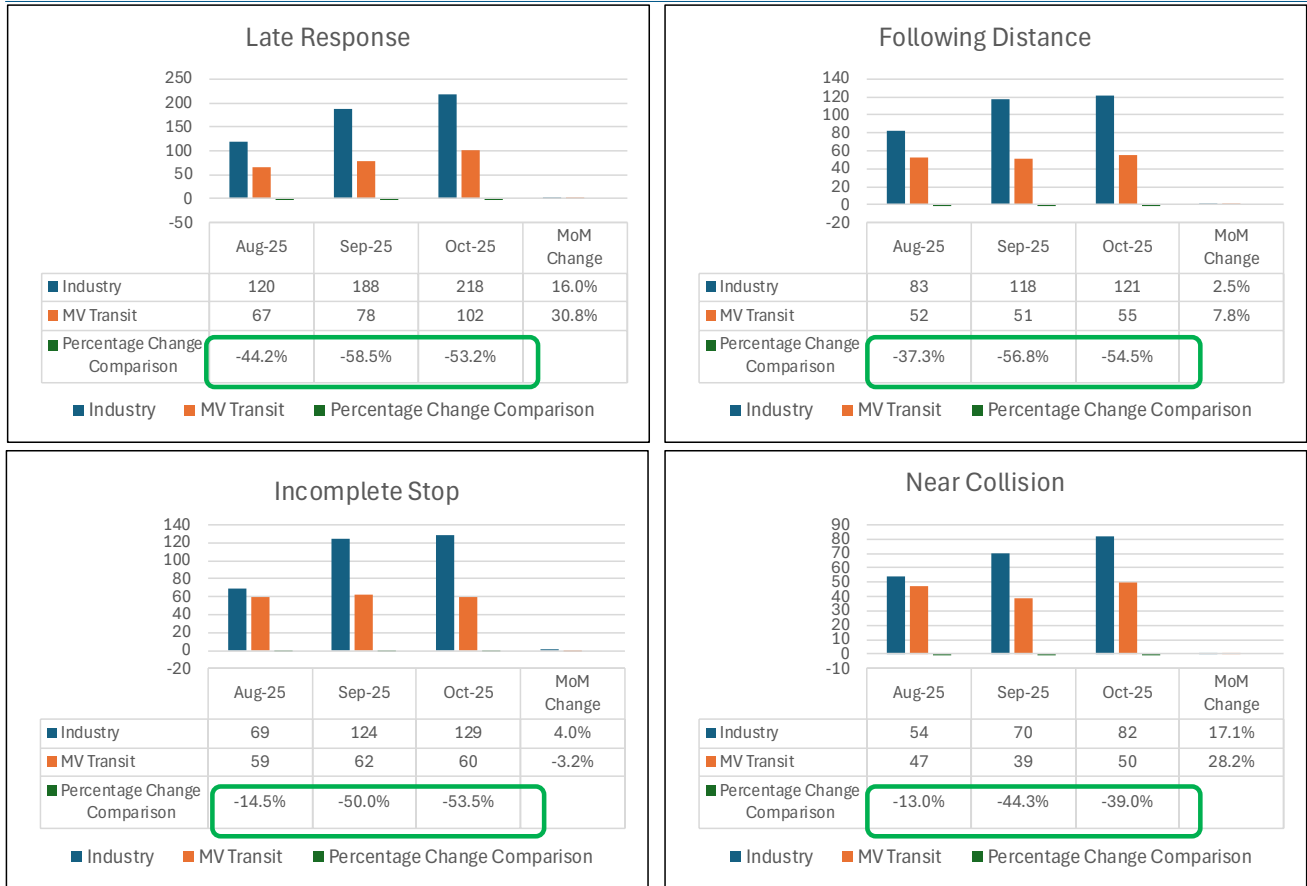 Late Response
250
200
150
100
50
0
-50
Aug-25 Sep-25 Oct-25 MoM Change
Industry 120 188 218 16.0%
MV Transit 67 78 102 30.8%
Percentage Change Comparison -44.2% -58.5% -53.2%
Industry MV Transit Percentage Change Comparison
Following Distance
140
120
100
80
60
40
20
0
-20
Aug-25 Sep-25 Oct-25 MoM Change
Industry 83 118 121 2.5%
MV Transit 52 51 55 7.8%
Percentage Change Comparison -37.3% -56.8% -54.5%
Industry MV Transit Percentage Change Comparison
Incomplete Stop
140
120
100
80
60
40
20
0
-20
Aug-25 Sep-25 Oct-25 MoM Change
Industry 69 124 129 4.0%
MV Transit 59 62 60 -3.2%
Percentage Change Comparison -14.5% -50.0% -53.5%
Industry MV Transit Percentage Change Comparison
Near Collision
90
80
70
60
50
40
30
20
10
0
-10
Aug-25 Sep-25 Oct-25 MoM Change
Industry 54 70 82 17.1%
MV Transit 47 39 50 28.2%
Percentage Change Comparison -13.0% -44.3% -39.0%
Industry MV Transit Percentage Change Comparison